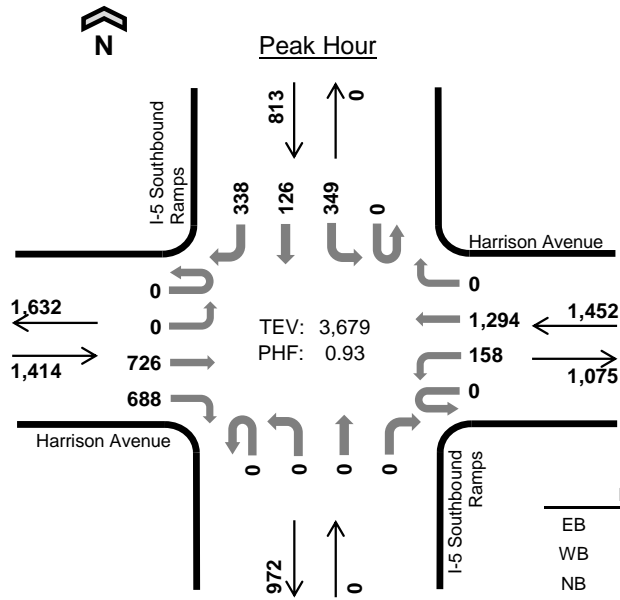 N
Peak Hour
813
0
I-5 Southbound
Ramps
338
126
349
0
Harrison Avenue
0
0
1,632
0
TEV: 3,679
1,294
1,452
PHF: 0.93
1,414
726
158
1,075
688
0
Harrison Avenue
0
0
0
0
I-5 Southbound
Ramps
EB
WB
972
0
NB